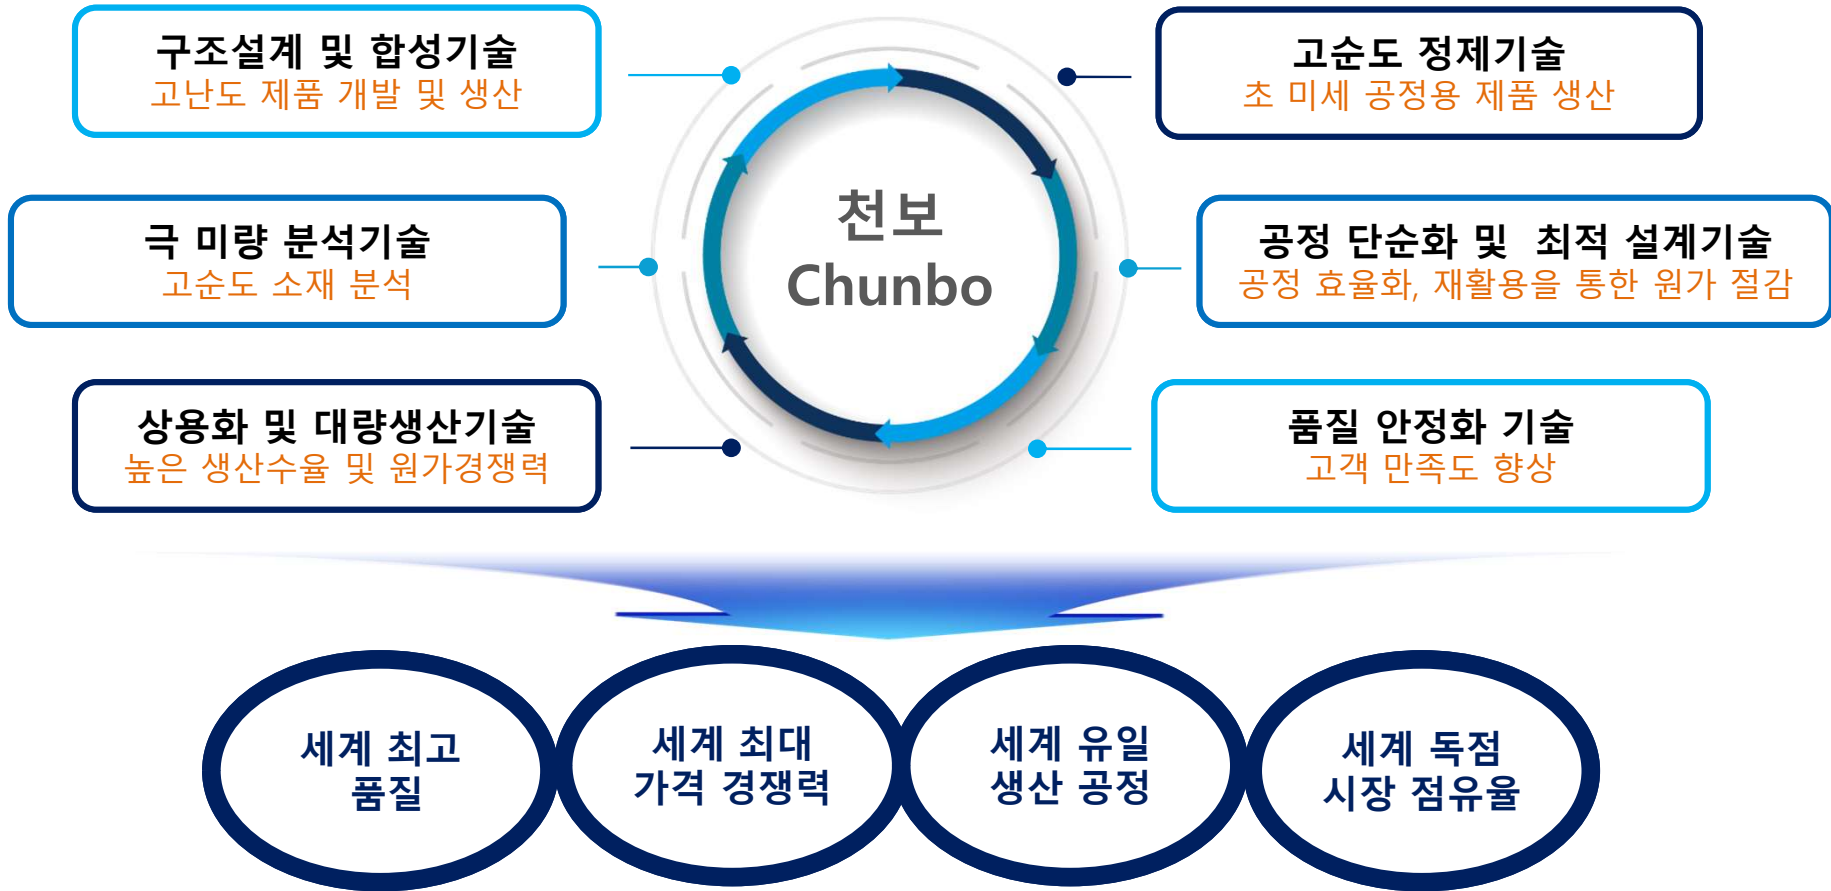 구조설계 및 합성기술
고난도 제품 개발 및 생산
고순도 정제기술
초 미세 공정용 제품 생산
극 미량 분석기술
고순도 소재 분석
천보
Chunbo
공정 단순화 및 최적 설계기술
공정 효율화, 재활용을 통한 원가 절감
상용화 및 대량생산기술
높은 생산수율 및 원가경쟁력
품질 안정화 기술
고객 만족도 향상
세계 최고
품질
세계 최대
가격 경쟁력
세계 유일
생산 공정
세계 독점
시장 점유율